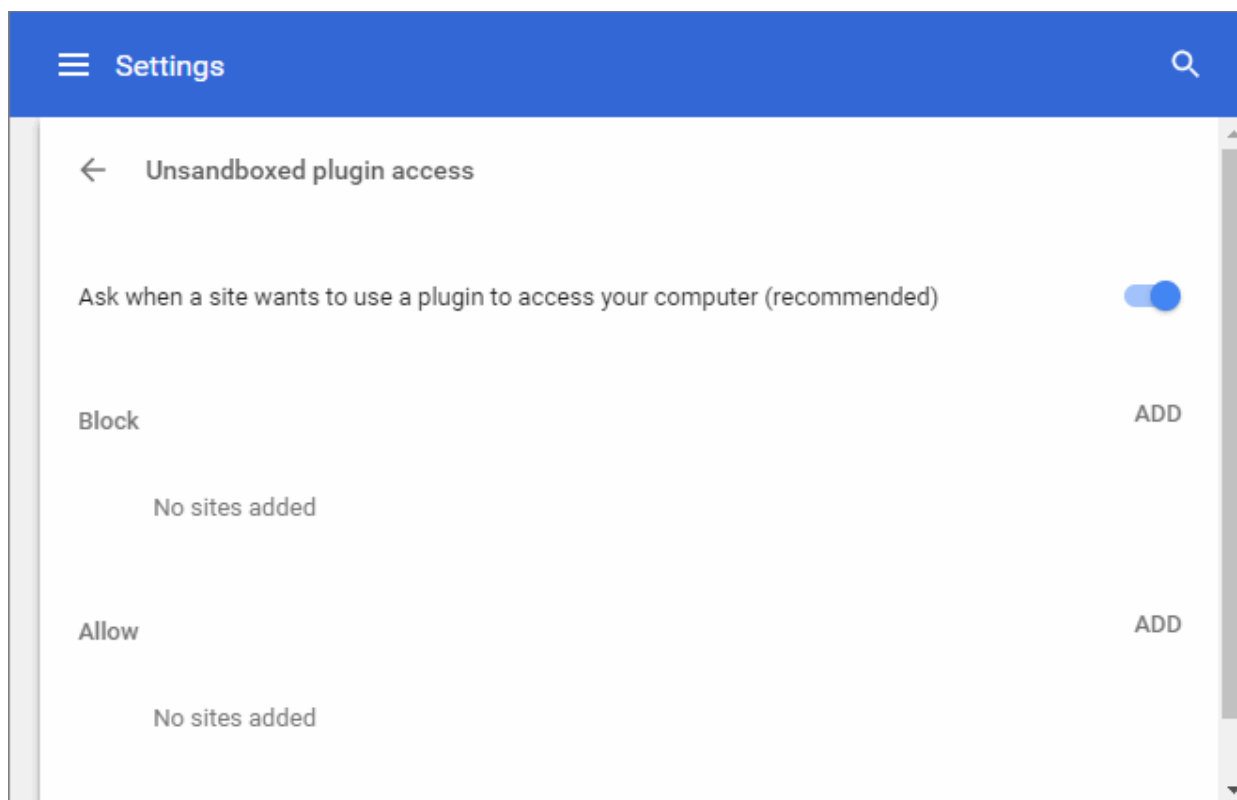 Settings
Unsandboxed plugin access
Ask when a site wants to use a plugin to access your computer (recommended)
Block ADD
No sites added
Allow ADD
No sites added